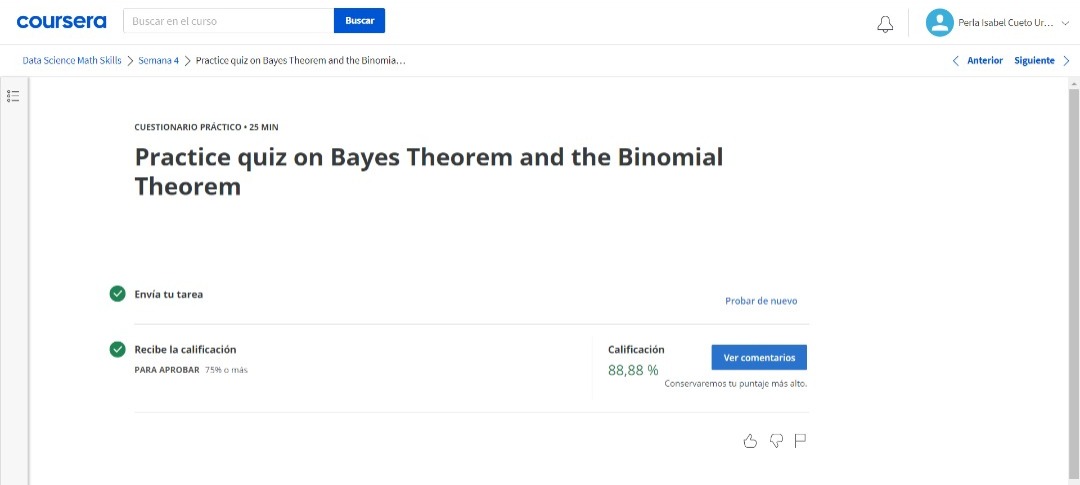 coursera Buscar en el curso Buscar Perla Isabel Cueto Ur...
Data Science Math Skills > Semana 4 > Practice quiz on Bayes Theorem and the Binomia... < Anterior Siguiente >
CUESTIONARIO PRÁCTICO • 25 MIN
Practice quiz on Bayes Theorem and the Binomial
Theorem
Envía tu tarea
Probar de nuevo
Recibe la calificación
PARA APROBAR 75% o más
Calificación
88,88 %
Ver comentarios
Conservaremos tu puntaje más alto.